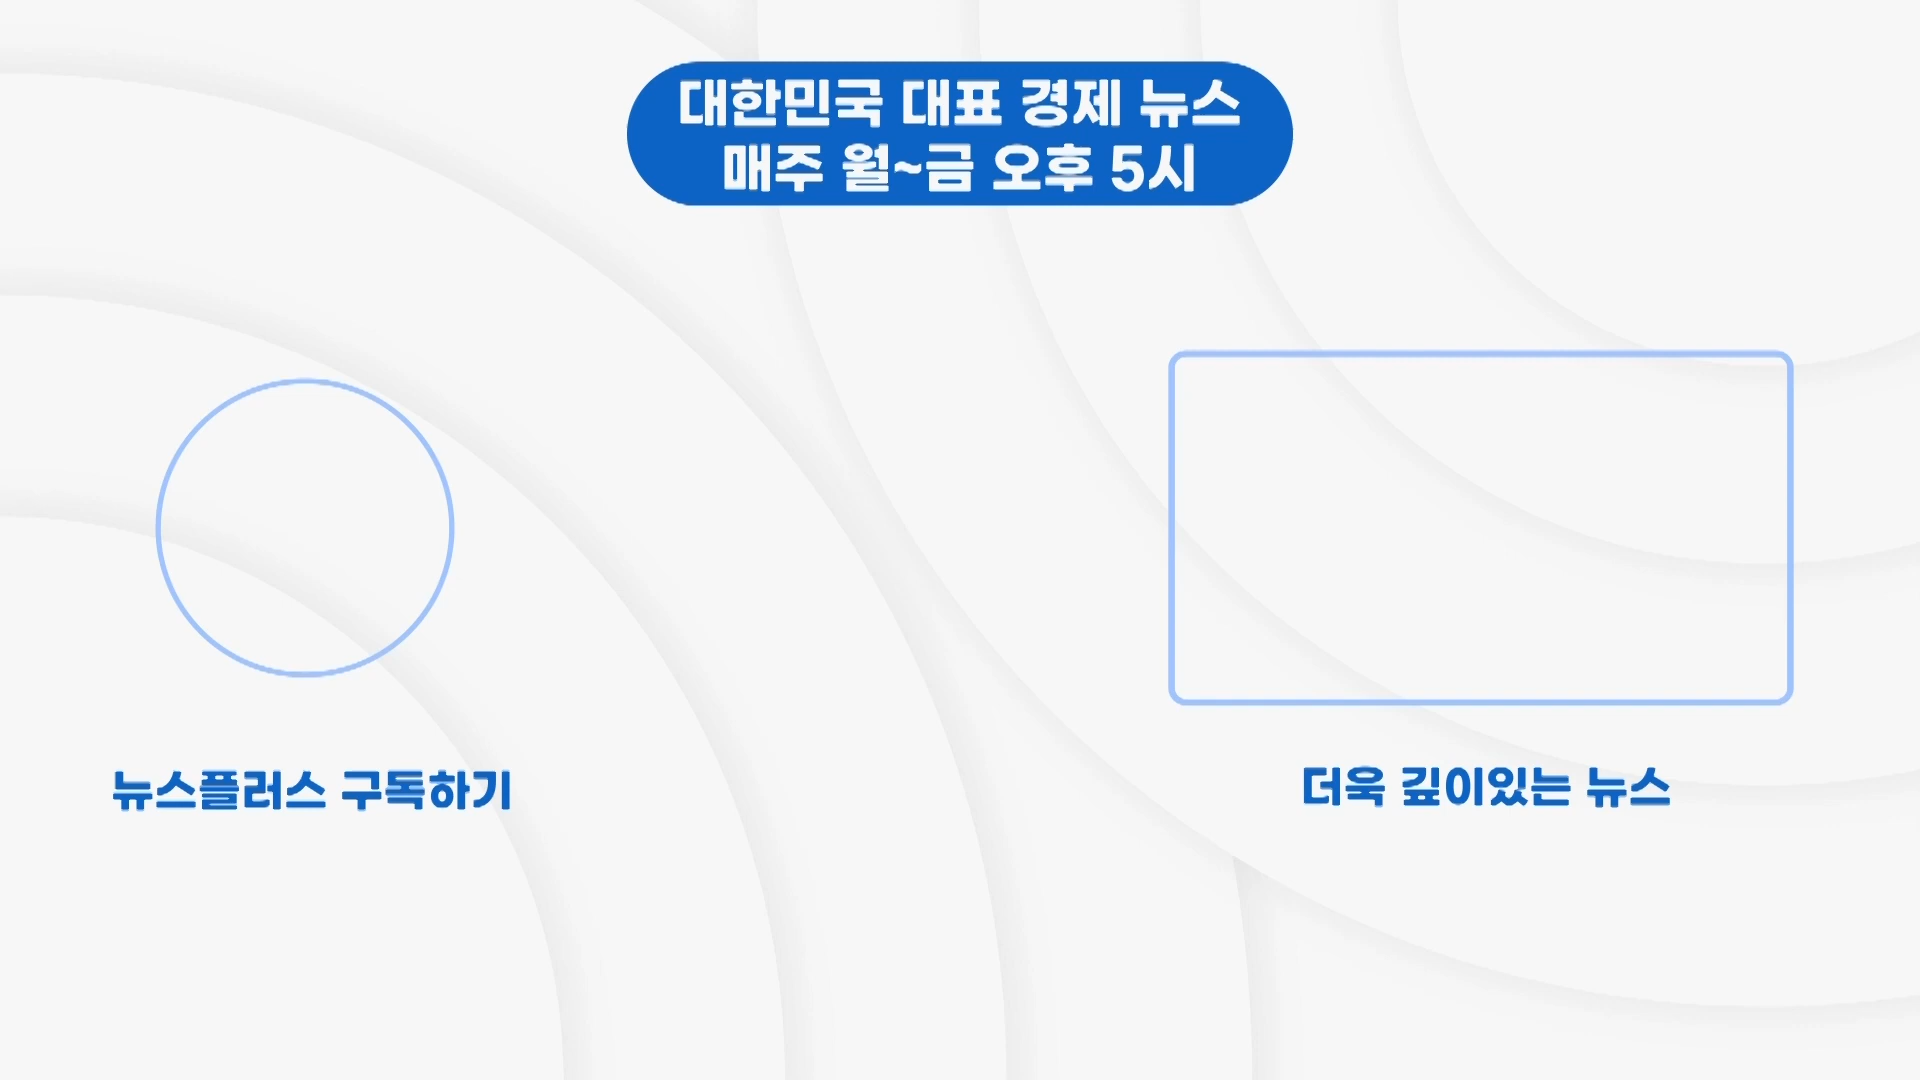 대한민국 대표 경제 뉴스
매주 월~금 오후 5시
뉴스플러스 구독하기
더욱 깊이있는 뉴스